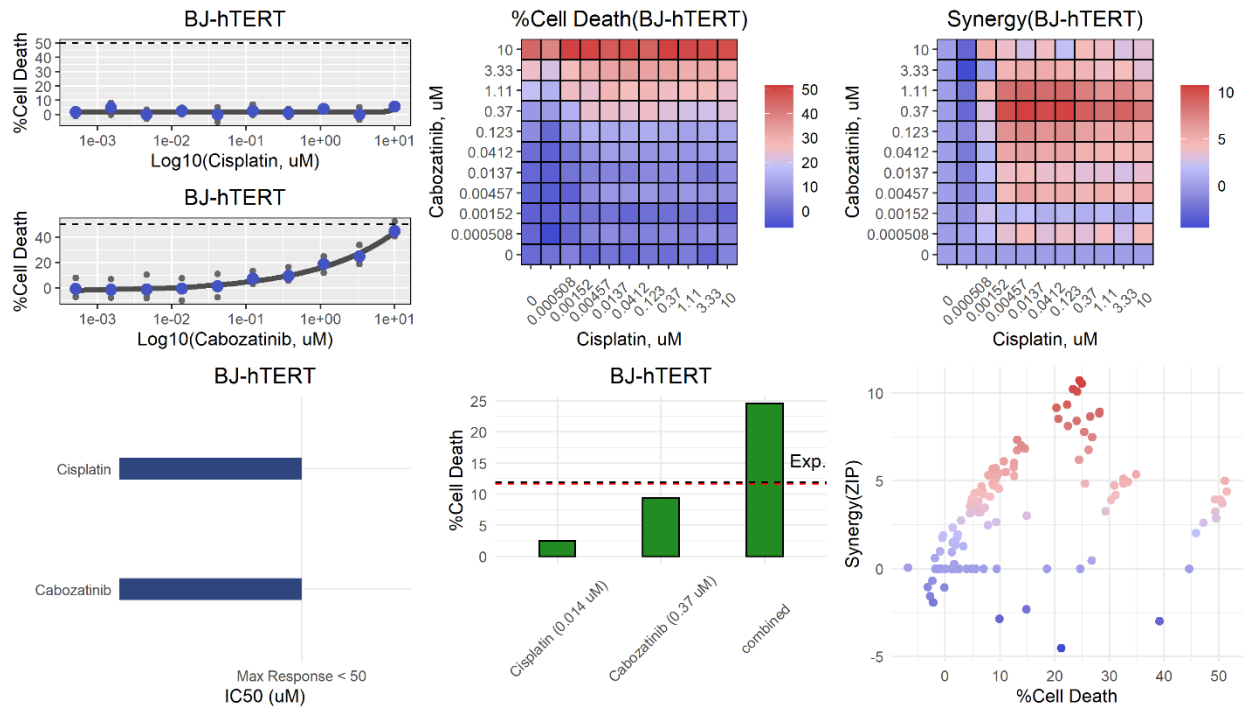 BJ-hTERT
%Cell Death
50
40
30
20
10
0
1e-03
1e-02
1e-01
1e+00
1e+01
Log10(Cisplatin, uM)
BJ-hTERT
%Cell Death
40
20
0
1e-03
1e-02
1e-01
1e+00
1e+01
Log10(Cabozatinib, uM)
%Cell Death(BJ-hTERT)
Cabozatinib, uM
10
3.33
1.11
0.37
0.123
0.0412
0.0137
0.00457
0.00152
0.000508
0
0
0.000508
0.00152
0.00457
0.0137
0.0412
0.123
0.37
1.11
3.33
10
Cisplatin, uM
50
40
30
20
10
0
Synergy(BJ-hTERT)
Cabozatinib, uM
10
3.33
1.11
0.37
0.123
0.0412
0.0137
0.00457
0.00152
0.000508
0
0
0.000508
0.00152
0.00457
0.0137
0.0412
0.123
0.37
1.11
3.33
10
Cisplatin, uM
10
5
0
BJ-hTERT
Cisplatin
Cabozatinib
Max Response < 50
IC50 (uM)
BJ-hTERT
%Cell Death
25
20
15
10
5
0
Exp.
Cisplatin (0.014 uM)
Cabozatinib (0.37 uM)
combined
Synergy(ZIP)
10
5
0
-5
0
10
20
30
40
50
%Cell Death